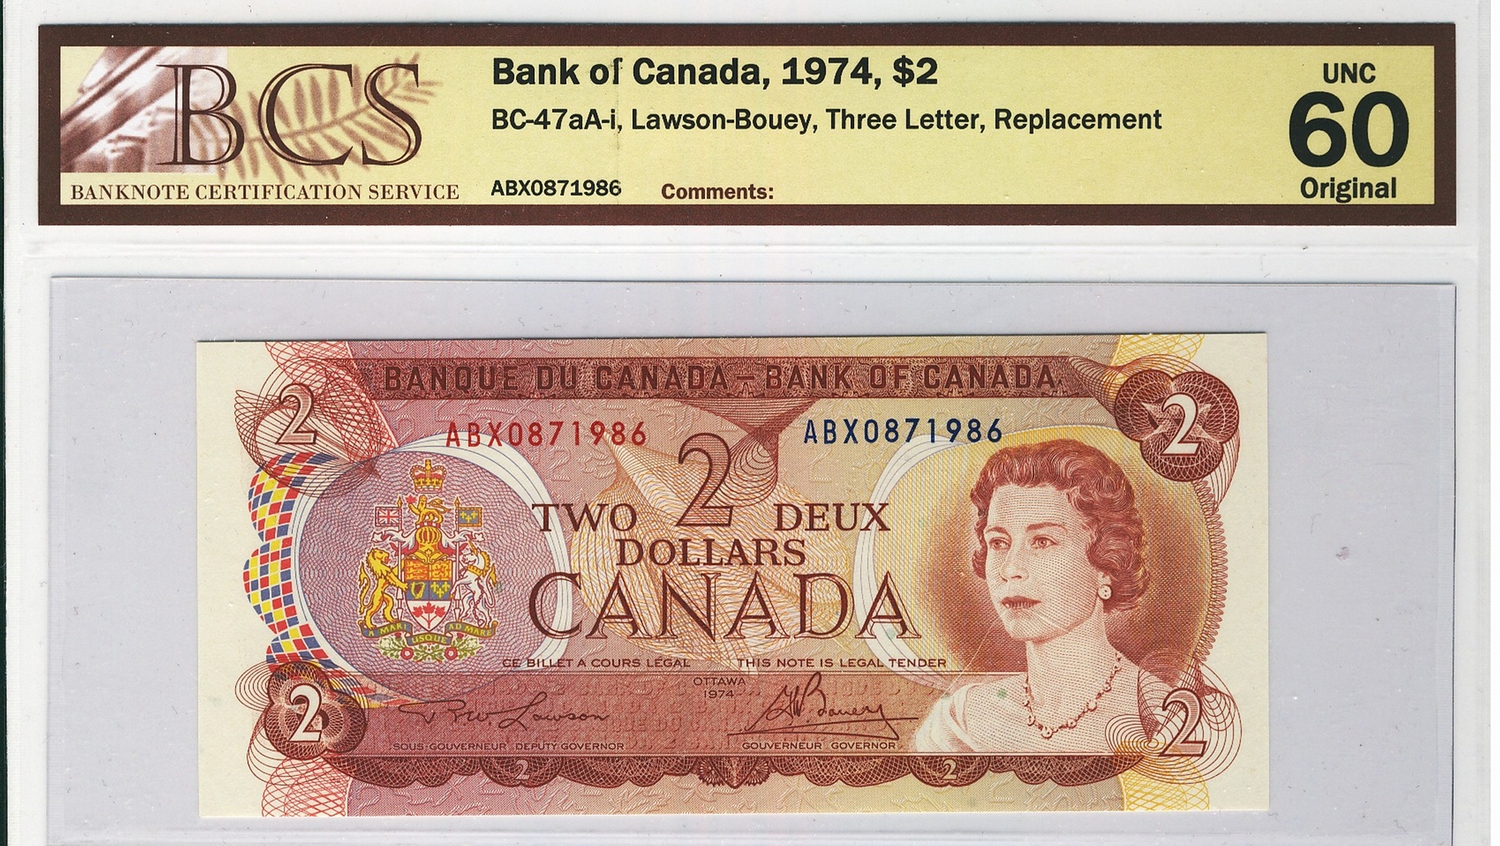 BCS
BANKNOTE CERTIFICATION SERVICE
Bank of Canada, 1974, $2
BC-47aA-i, Lawson-Bouey, Three Letter, Replacement
ABX0871986 Comments:
UNC
60
Original
BANQUE DU CANADA – BANK OF CANADA
2 2
ABX0871986 ABX0871986
2
TWO DEUX
DOLLARS
CANADA
A MARI USQUE AD MARE
CE BILLET A COURS LÉGAL THIS NOTE IS LEGAL TENDER
OTTAWA
1974
2 2
Lawson Bouey
SOUS-GOUVERNEUR DEPUTY GOVERNOR GOUVERNEUR GOVERNOR
2 2